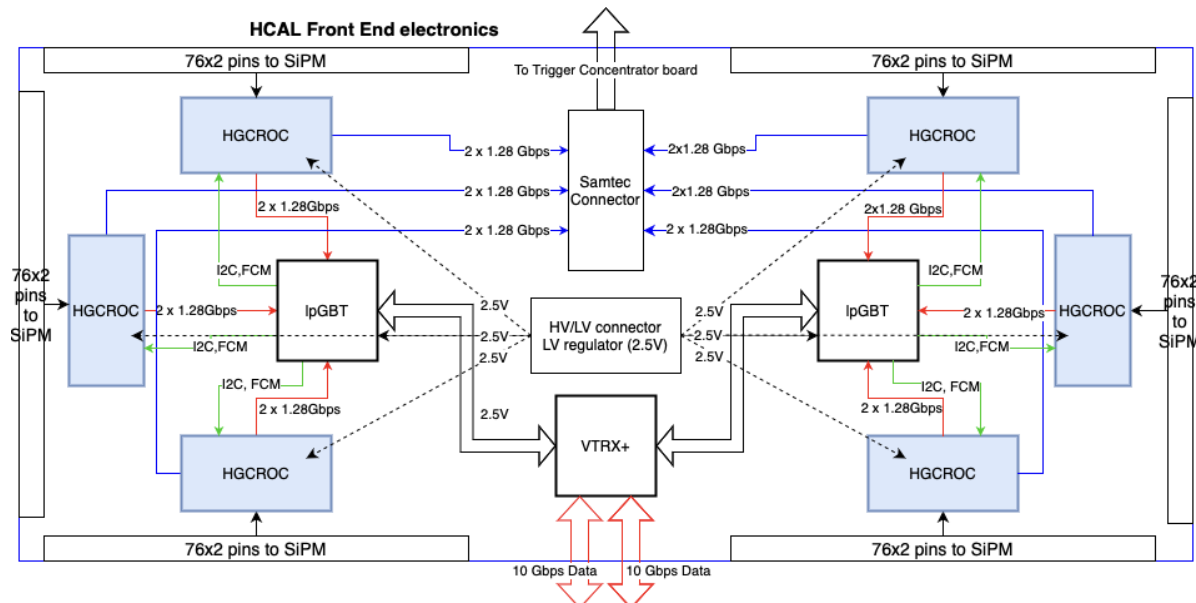 HCAL Front End electronics
76x2 pins to SiPM
To Trigger Concentrator board
76x2 pins to SiPM
HGCROC
Samtec
Connector
HGCROC
2 x 1.28 Gbps
2x1.28 Gbps
2 x 1.28 Gbps
2x1.28 Gbps
2 x 1.28Gbps
2x1.28 Gbps
2 x 1.28 Gbps
2 x 1.28Gbps
76x2
pins
to
SiPM
HGCROC
I2C,FCM
2 x 1.28Gbps
lpGBT
2.5V
2.5V
2.5V
HV/LV connector
LV regulator (2.5V)
2.5V
2.5V
2.5V
lpGBT
I2C,FCM
2 x 1.28Gbps
HGCROC
76x2
pins
to
SiPM
I2C,FCM
I2C,FCM
I2C, FCM
2 x 1.28Gbps
2.5V
I2C, FCM
2 x 1.28Gbps
HGCROC
VTRX+
HGCROC
76x2 pins to SiPM
76x2 pins to SiPM
10 Gbps Data
10 Gbps Data